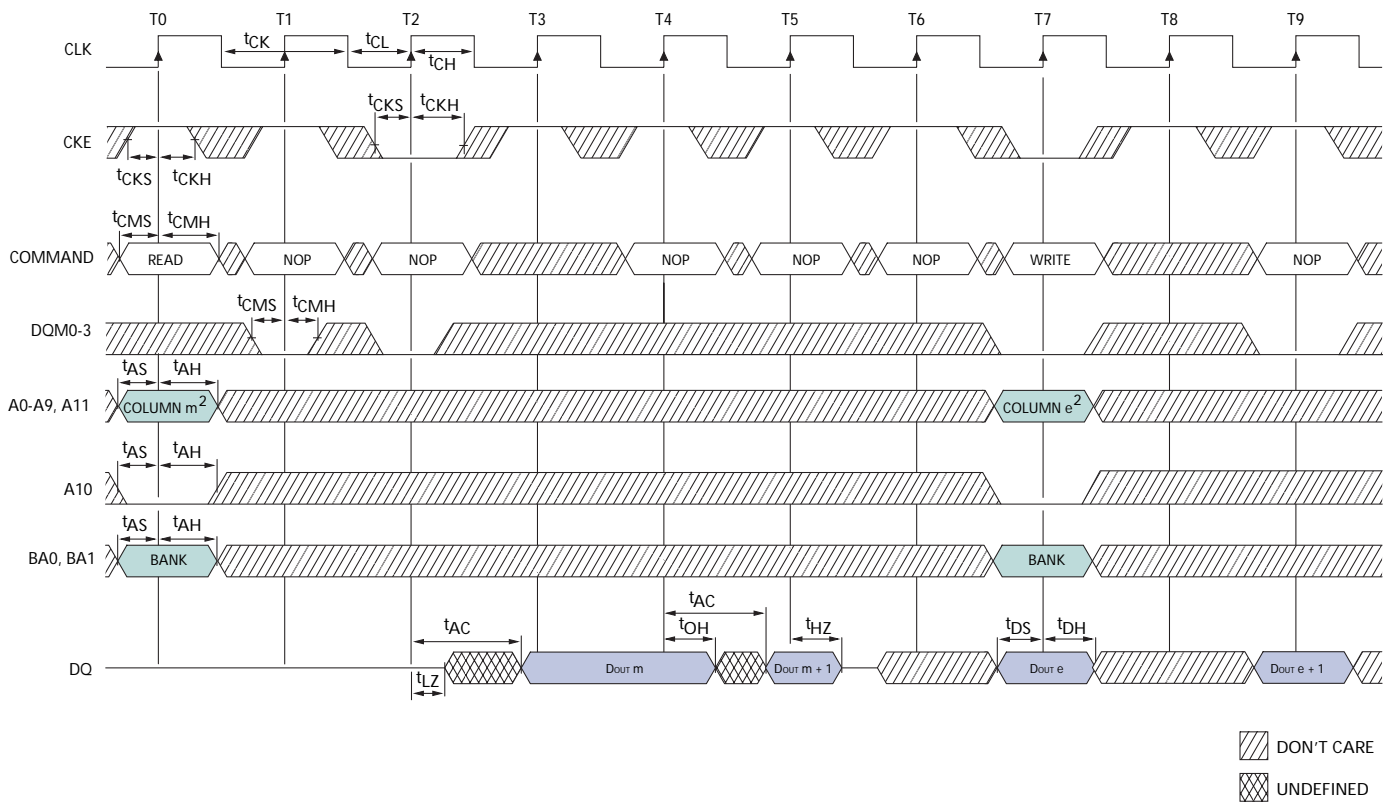 T0 T1 T2 T3 T4 T5 T6 T7 T8 T9
CLK tCK tCL tCH
tCKS tCKH
CKE
tCKS tCKH
tCMS tCMH
COMMAND READ NOP NOP NOP NOP NOP WRITE NOP
tCMS tCMH
DQM0-3
tAS tAH
A0-A9, A11 COLUMN m2 COLUMN e2
tAS tAH
A10
tAS tAH
BA0, BA1 BANK BANK
tAC tAC tOH tHZ tDS tDH
DQ DOUT m DOUT m + 1 DOUT e DOUT e + 1
tLZ
DON'T CARE
UNDEFINED